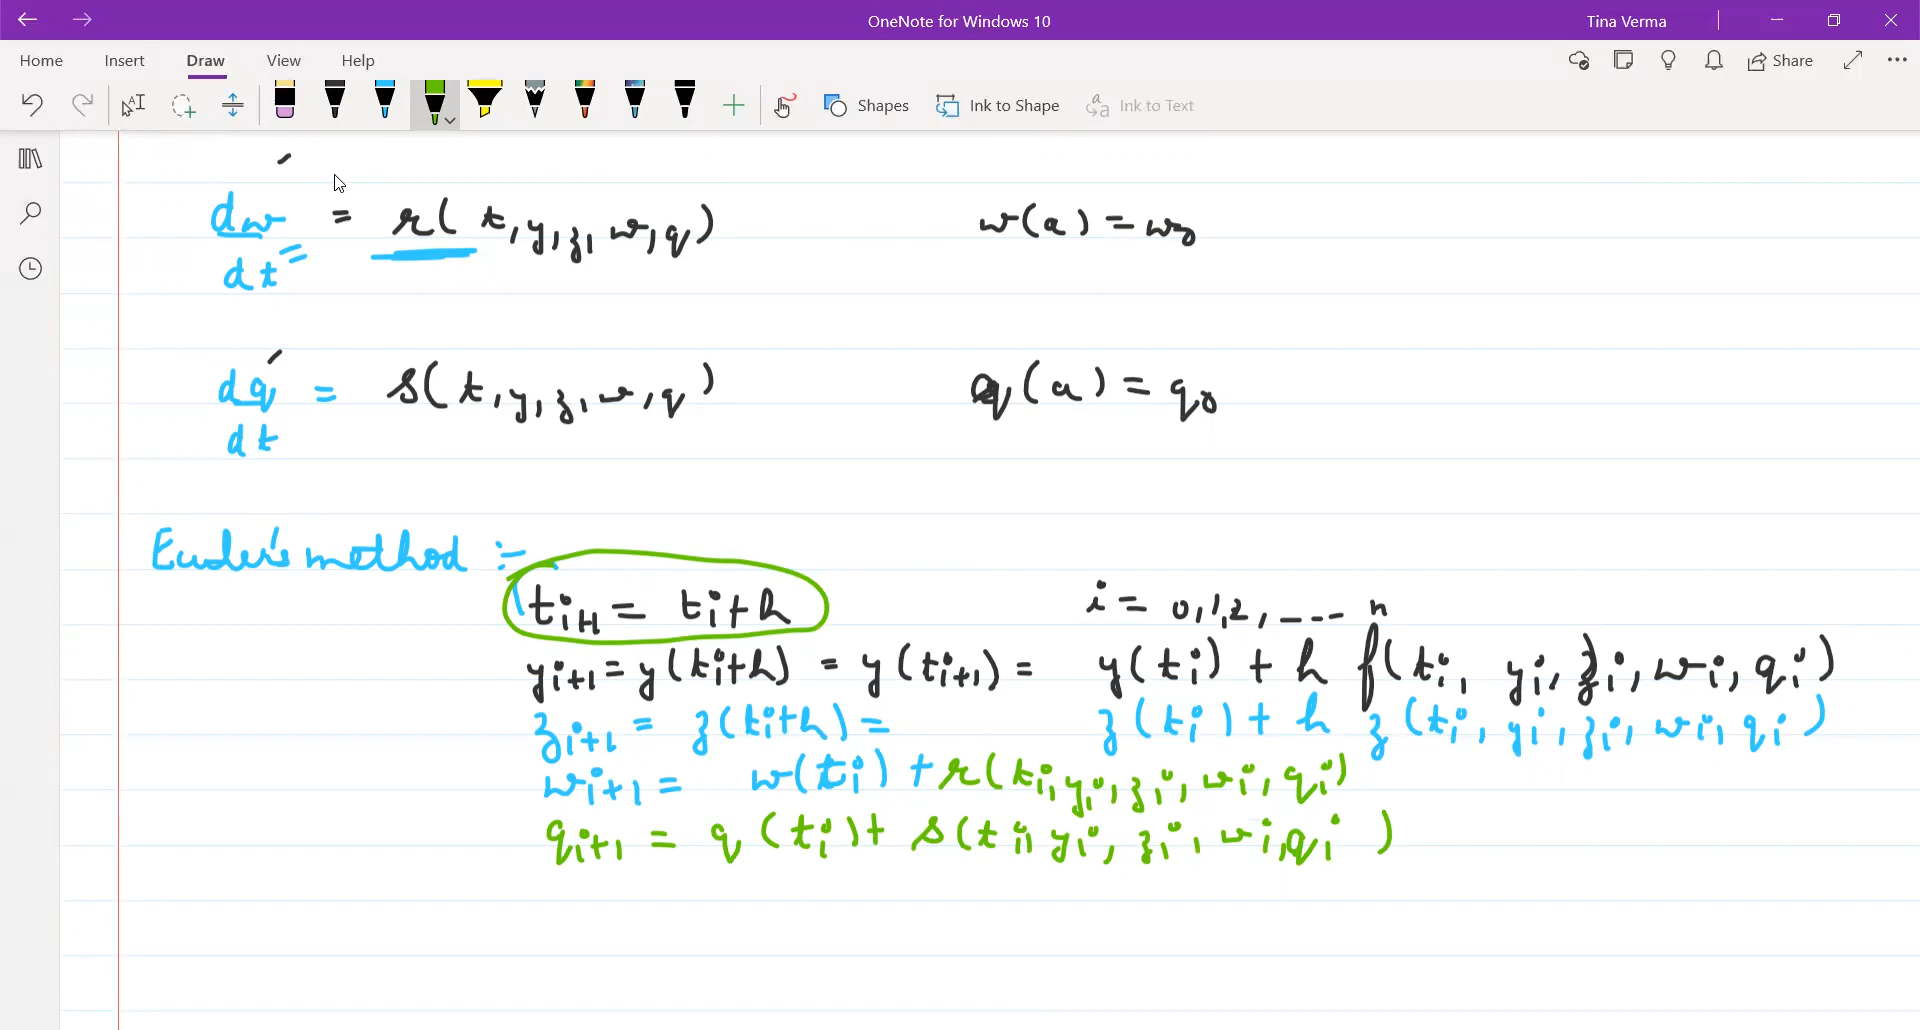 OneNote for Windows 10
Tina Verma
Home Insert Draw View Help Share
Shapes Ink to Shape Ink to Text
dw/dt = r(t, y, z, w, q) w(a) = w₀
dq/dt = s(t, y, z, w, q) q(a) = q₀
Euler's method :-
tᵢ₊₁ = tᵢ + h i = 0, 1, 2, ---- n
yᵢ₊₁ = y(tᵢ+h) = y(tᵢ₊₁) = y(tᵢ) + h f(tᵢ, yᵢ, zᵢ, wᵢ, qᵢ)
zᵢ₊₁ = z(tᵢ+h) = z(tᵢ) + h z(tᵢ, yᵢ, zᵢ, wᵢ, qᵢ)
wᵢ₊₁ = w(tᵢ) + r(tᵢ, yᵢ, zᵢ, wᵢ, qᵢ)
qᵢ₊₁ = q(tᵢ) + s(tᵢ, yᵢ, zᵢ, wᵢ, qᵢ)